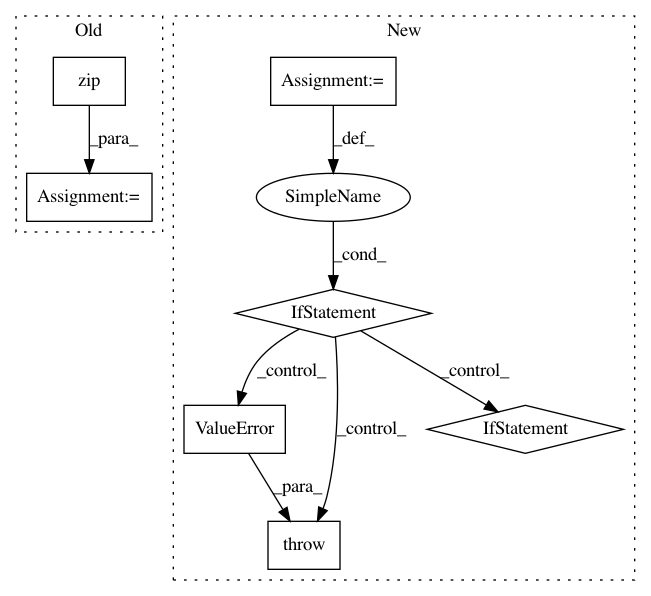 Old
New
zip
Assignment:=
_para_
_def_
Assignment:=
SimpleName
_cond_
IfStatement
_control_
_control_
_control_
ValueError
IfStatement
_para_
throw